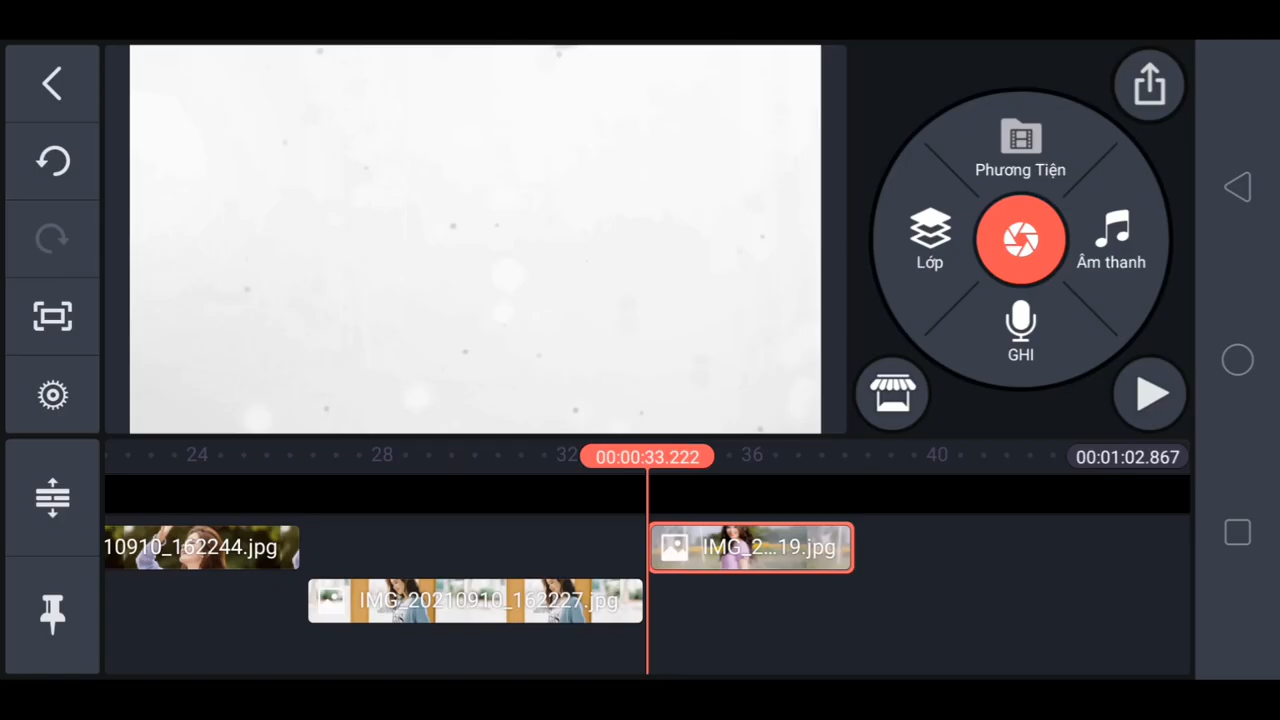 Phương Tiện
Lớp
Âm thanh
GHI
24
28
32
00:00:33.222
36
40
00:01:02.867
10910_162244.jpg
IMG_2...19.jpg
IMG_20210910_162227.jpg